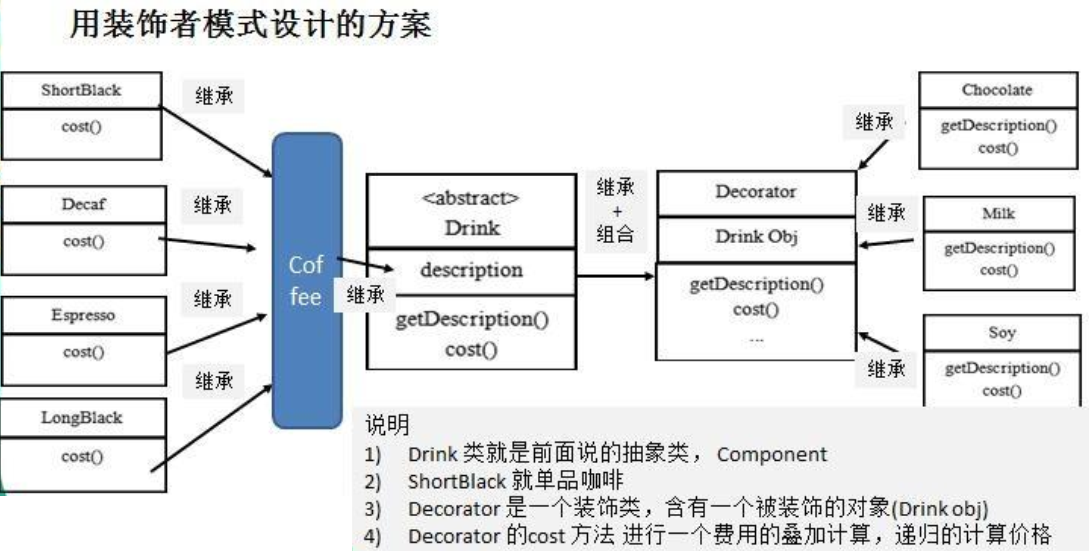 用装饰者模式设计的方案
ShortBlack
cost()
继承
Decaf
cost()
继承
Espresso
cost()
继承
LongBlack
cost()
继承
Cof
fee
继承
<abstract>
Drink
description
getDescription()
cost()
继承
+
组合
Decorator
Drink Obj
getDescription()
cost()
...
继承
Chocolate
getDescription()
cost()
继承
Milk
getDescription()
cost()
继承
Soy
getDescription()
cost()
说明
1) Drink 类就是前面说的抽象类， Component
2) ShortBlack 就单品咖啡
3) Decorator 是一个装饰类，含有一个被装饰的对象(Drink obj)
4) Decorator 的cost 方法 进行一个费用的叠加计算，递归的计算价格